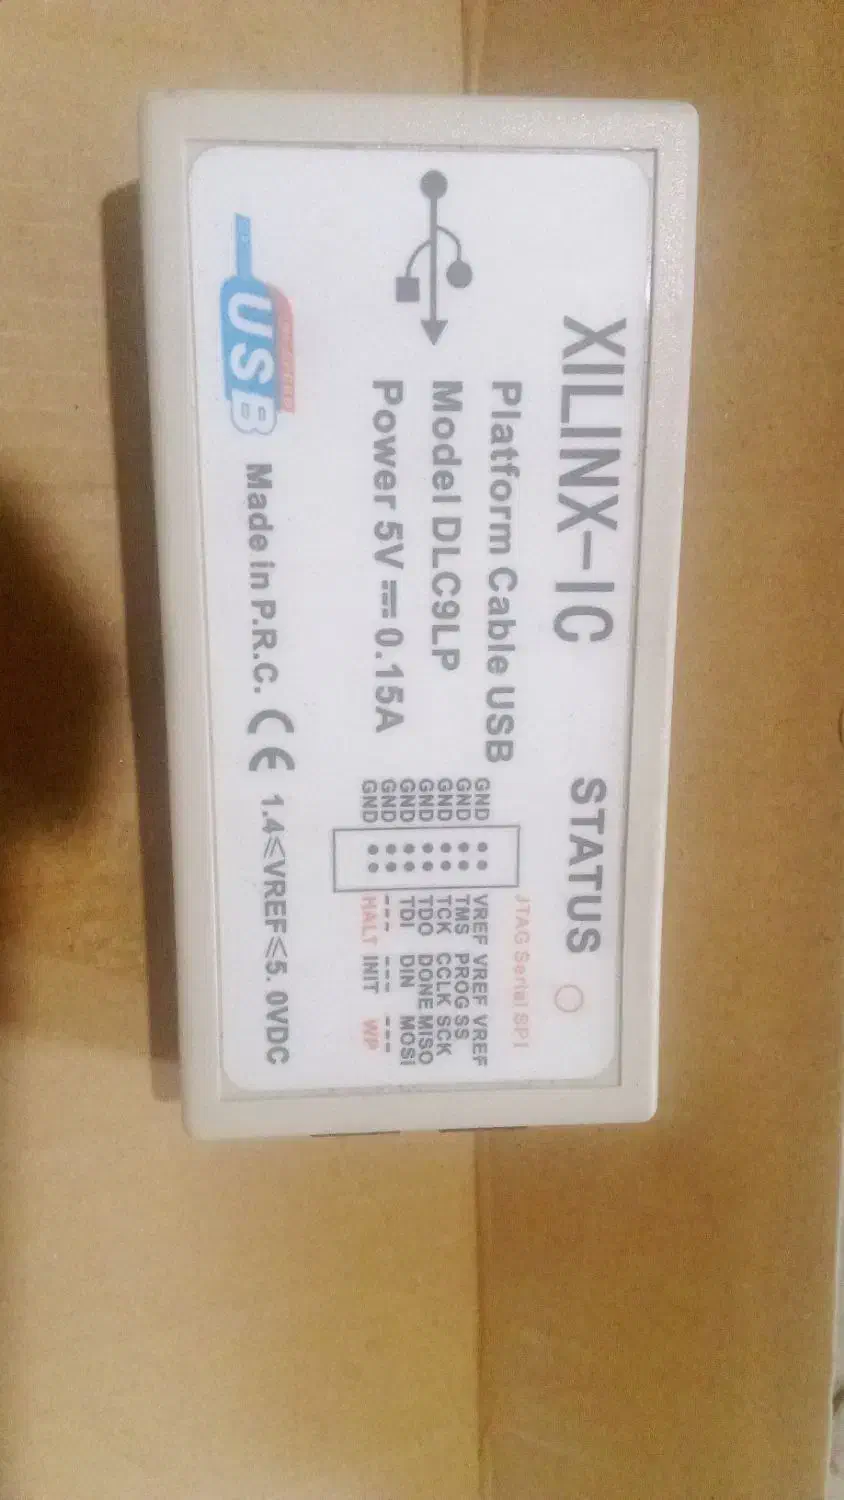 XILINX-IC STATUS
Platform Cable USB
Model DLC9LP
Power 5V 0.15A
JTAG Serial SPI
GND VREF VREF VREF
GND TMS PROG SS
GND TCK CCLK SCK
GND TDO DONE MISO
GND TDI DIN MOSI
GND --- --- ---
GND HALT INIT WP
USB Made in P.R.C. CE 1.4≤VREF≤5.0VDC